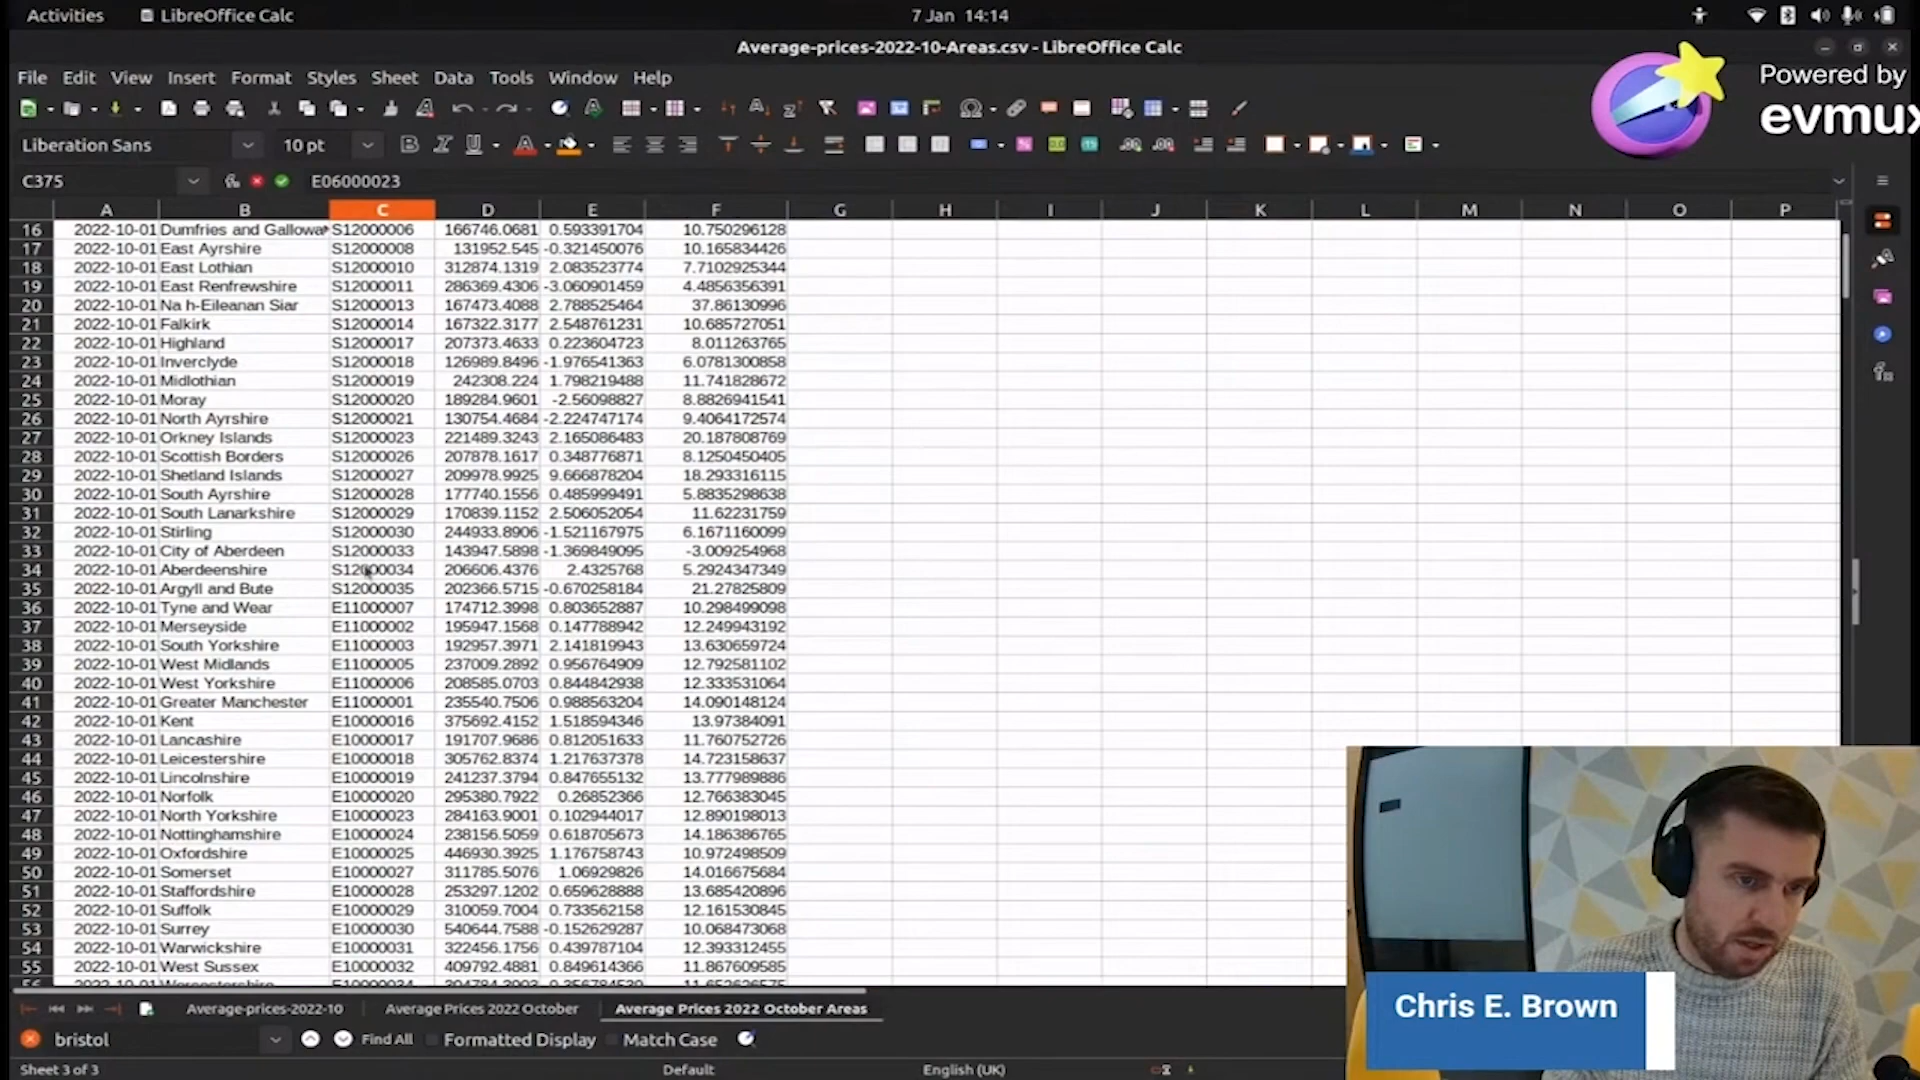 Activities LibreOffice Calc 7 Jan 14:14
Average-prices-2022-10-Areas.csv - LibreOffice Calc
File Edit View Insert Format Styles Sheet Data Tools Window Help
Powered by
evmux
Liberation Sans 10 pt
C375 E06000023
A B C D E F G H I J K L M N O P
16 2022-10-01 Dumfries and Gallowa S12000006 166746.0681 0.593391704 10.750296128
17 2022-10-01 East Ayrshire S12000008 131952.545 -0.321450076 10.165834426
18 2022-10-01 East Lothian S12000010 312874.1319 2.083523774 7.7102925344
19 2022-10-01 East Renfrewshire S12000011 286369.4306 -3.060901459 4.4856356391
20 2022-10-01 Na h-Eileanan Siar S12000013 167473.4088 2.788525464 37.86130996
21 2022-10-01 Falkirk S12000014 167322.3177 2.548761231 10.685727051
22 2022-10-01 Highland S12000017 207373.4633 0.223604723 8.011263765
23 2022-10-01 Inverclyde S12000018 126989.8496 -1.976541363 6.0781300858
24 2022-10-01 Midlothian S12000019 242308.224 1.798219488 11.741828672
25 2022-10-01 Moray S12000020 189284.9601 -2.56098827 8.8826941541
26 2022-10-01 North Ayrshire S12000021 130754.4684 -2.224747174 9.4064172574
27 2022-10-01 Orkney Islands S12000023 221489.3243 2.165086483 20.187808769
28 2022-10-01 Scottish Borders S12000026 207878.1617 0.348776871 8.1250450405
29 2022-10-01 Shetland Islands S12000027 209978.9925 9.666878204 18.293316115
30 2022-10-01 South Ayrshire S12000028 177740.1556 0.485999491 5.8835298638
31 2022-10-01 South Lanarkshire S12000029 170839.1152 2.506052054 11.62231759
32 2022-10-01 Stirling S12000030 244933.8906 -1.521167975 6.1671160099
33 2022-10-01 City of Aberdeen S12000033 143947.5898 -1.369849095 -3.009254968
34 2022-10-01 Aberdeenshire S12000034 206606.4376 2.4325768 5.2924347349
35 2022-10-01 Argyll and Bute S12000035 202366.5715 -0.670258184 21.27825809
36 2022-10-01 Tyne and Wear E11000007 174712.3998 0.803652887 10.298499098
37 2022-10-01 Merseyside E11000002 195947.1568 0.147788942 12.249943192
38 2022-10-01 South Yorkshire E11000003 192957.3971 2.141819943 13.630659724
39 2022-10-01 West Midlands E11000005 237009.2892 0.956764909 12.792581102
40 2022-10-01 West Yorkshire E11000006 208585.0703 0.844842938 12.333531064
41 2022-10-01 Greater Manchester E11000001 235540.7506 0.988563204 14.090148124
42 2022-10-01 Kent E10000016 375692.4152 1.518594346 13.97384091
43 2022-10-01 Lancashire E10000017 191707.9686 0.812051633 11.760752726
44 2022-10-01 Leicestershire E10000018 305762.8374 1.217637378 14.723158637
45 2022-10-01 Lincolnshire E10000019 241237.3794 0.847655132 13.777989886
46 2022-10-01 Norfolk E10000020 295380.7922 0.26852366 12.766383045
47 2022-10-01 North Yorkshire E10000023 284163.9001 0.102944017 12.890198013
48 2022-10-01 Nottinghamshire E10000024 238156.5059 0.618705673 14.186386765
49 2022-10-01 Oxfordshire E10000025 446930.3925 1.176758743 10.972498509
50 2022-10-01 Somerset E10000027 311785.5076 1.06929826 14.016675684
51 2022-10-01 Staffordshire E10000028 253297.1202 0.659628888 13.685420896
52 2022-10-01 Suffolk E10000029 310059.7004 0.733562158 12.161530845
53 2022-10-01 Surrey E10000030 540644.7588 -0.152629287 10.068473068
54 2022-10-01 Warwickshire E10000031 322456.1756 0.439787104 12.393312455
55 2022-10-01 West Sussex E10000032 409792.4881 0.849614366 11.867609585
Average-prices-2022-10 Average Prices 2022 October Average Prices 2022 October Areas
bristol Find All Formatted Display Match Case
Sheet 3 of 3 Default English (UK)
Chris E. Brown